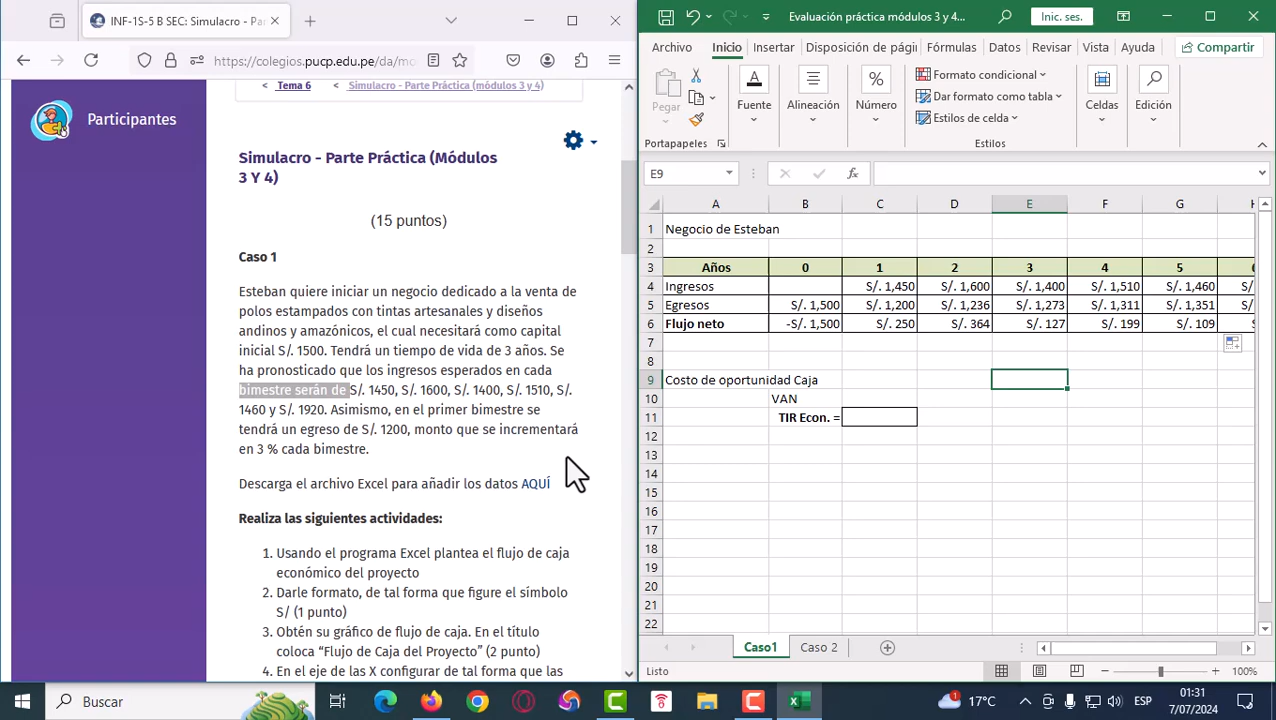 INF-1S-5 B SEC: Simulacro - Par
https://colegios.pucp.edu.pe/da/mo
Participantes
< Tema 6 < Simulacro - Parte Práctica (módulos 3 y 4)
Simulacro - Parte Práctica (Módulos
3 Y 4)
(15 puntos)
Caso 1
Esteban quiere iniciar un negocio dedicado a la venta de
polos estampados con tintas artesanales y diseños
andinos y amazónicos, el cual necesitará como capital
inicial S/. 1500. Tendrá un tiempo de vida de 3 años. Se
ha pronosticado que los ingresos esperados en cada
bimestre serán de S/. 1450, S/. 1600, S/. 1400, S/. 1510, S/.
1460 y S/. 1920. Asimismo, en el primer bimestre se
tendrá un egreso de S/. 1200, monto que se incrementará
en 3 % cada bimestre.
Descarga el archivo Excel para añadir los datos AQUÍ
Realiza las siguientes actividades:
1. Usando el programa Excel plantea el flujo de caja
económico del proyecto
2. Darle formato, de tal forma que figure el símbolo
S/ (1 punto)
3. Obtén su gráfico de flujo de caja. En el título
coloca “Flujo de Caja del Proyecto” (2 punto)
4. En el eje de las X configurar de tal forma que las
Evaluación práctica módulos 3 y 4... Inic. ses.
Archivo Inicio Insertar Disposición de pági Fórmulas Datos Revisar Vista Ayuda Compartir
Pegar Fuente Alineación Número Formato condicional Dar formato como tabla Estilos de celda Celdas Edición
Portapapeles Estilos
E9 fx
A B C D E F G H
1 Negocio de Esteban
2
3 Años 0 1 2 3 4 5 6
4 Ingresos S/. 1,450 S/. 1,600 S/. 1,400 S/. 1,510 S/. 1,460 S/.
5 Egresos S/. 1,500 S/. 1,200 S/. 1,236 S/. 1,273 S/. 1,311 S/. 1,351 S/.
6 Flujo neto -S/. 1,500 S/. 250 S/. 364 S/. 127 S/. 199 S/. 109 S
7
8
9 Costo de oportunidad Caja
10 VAN
11 TIR Econ. =
12
13
14
15
16
17
18
19
20
21
22
Caso1 Caso 2
Listo 100%
Buscar 17°C ESP 01:31
7/07/2024